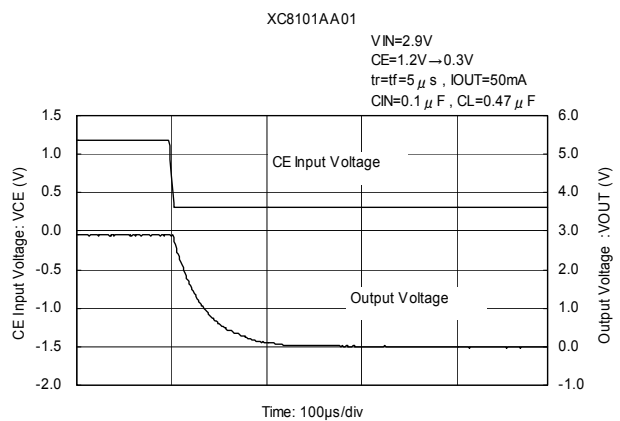 XC8101AA01
VIN=2.9V
CE=1.2V→0.3V
tr=tf=5μs , IOUT=50mA
CIN=0.1μF , CL=0.47μF
1.5
1.0
0.5
0.0
-0.5
-1.0
-1.5
-2.0
CE Input Voltage: VCE (V)
CE Input Voltage
Output Voltage
6.0
5.0
4.0
3.0
2.0
1.0
0.0
-1.0
Output Voltage :VOUT (V)
Time: 100μs/div